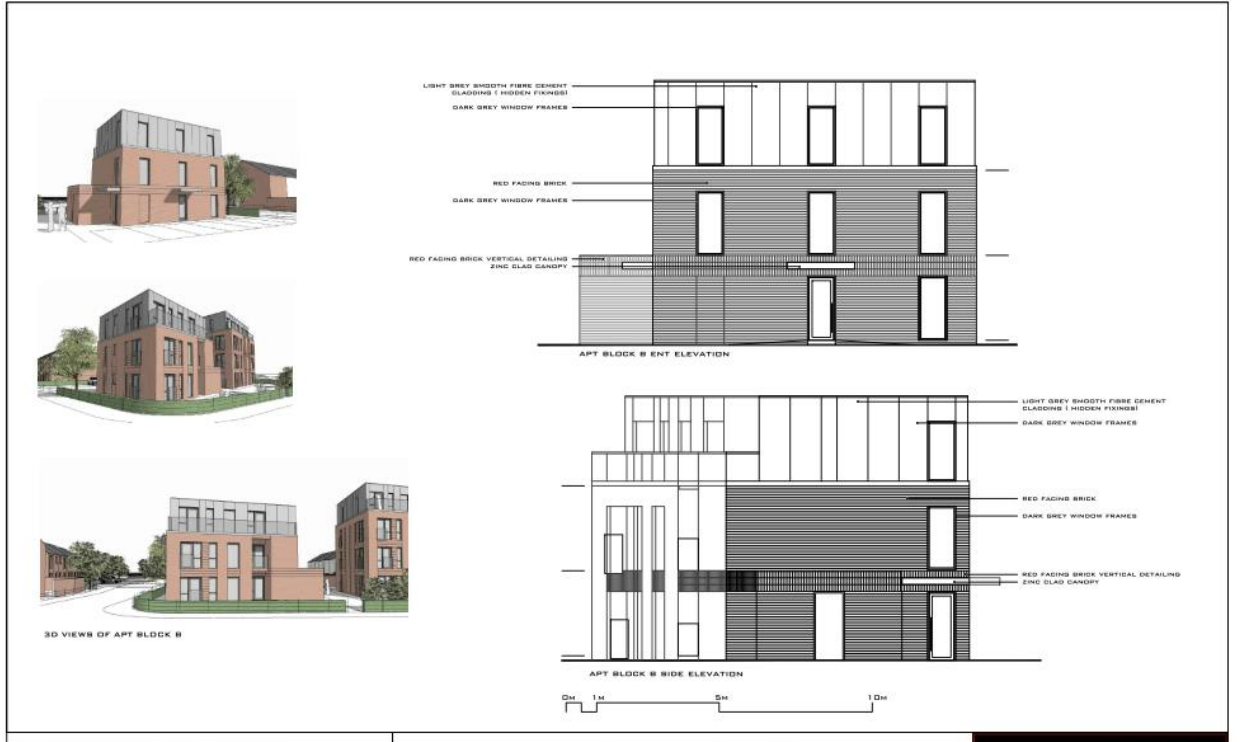 LIGHT GREY SMOOTH FIBRE CEMENT
CLADDING ( HIDDEN FIXINGS)
DARK GREY WINDOW FRAMES
RED FACING BRICK
DARK GREY WINDOW FRAMES
RED FACING BRICK VERTICAL DETAILING
ZINC CLAD CANOPY
APT BLOCK B ENT ELEVATION
LIGHT GREY SMOOTH FIBRE CEMENT
CLADDING ( HIDDEN FIXINGS)
DARK GREY WINDOW FRAMES
RED FACING BRICK
DARK GREY WINDOW FRAMES
RED FACING BRICK VERTICAL DETAILING
ZINC CLAD CANOPY
3D VIEWS OF APT BLOCK B
APT BLOCK B SIDE ELEVATION
0M 1M 5M 10M